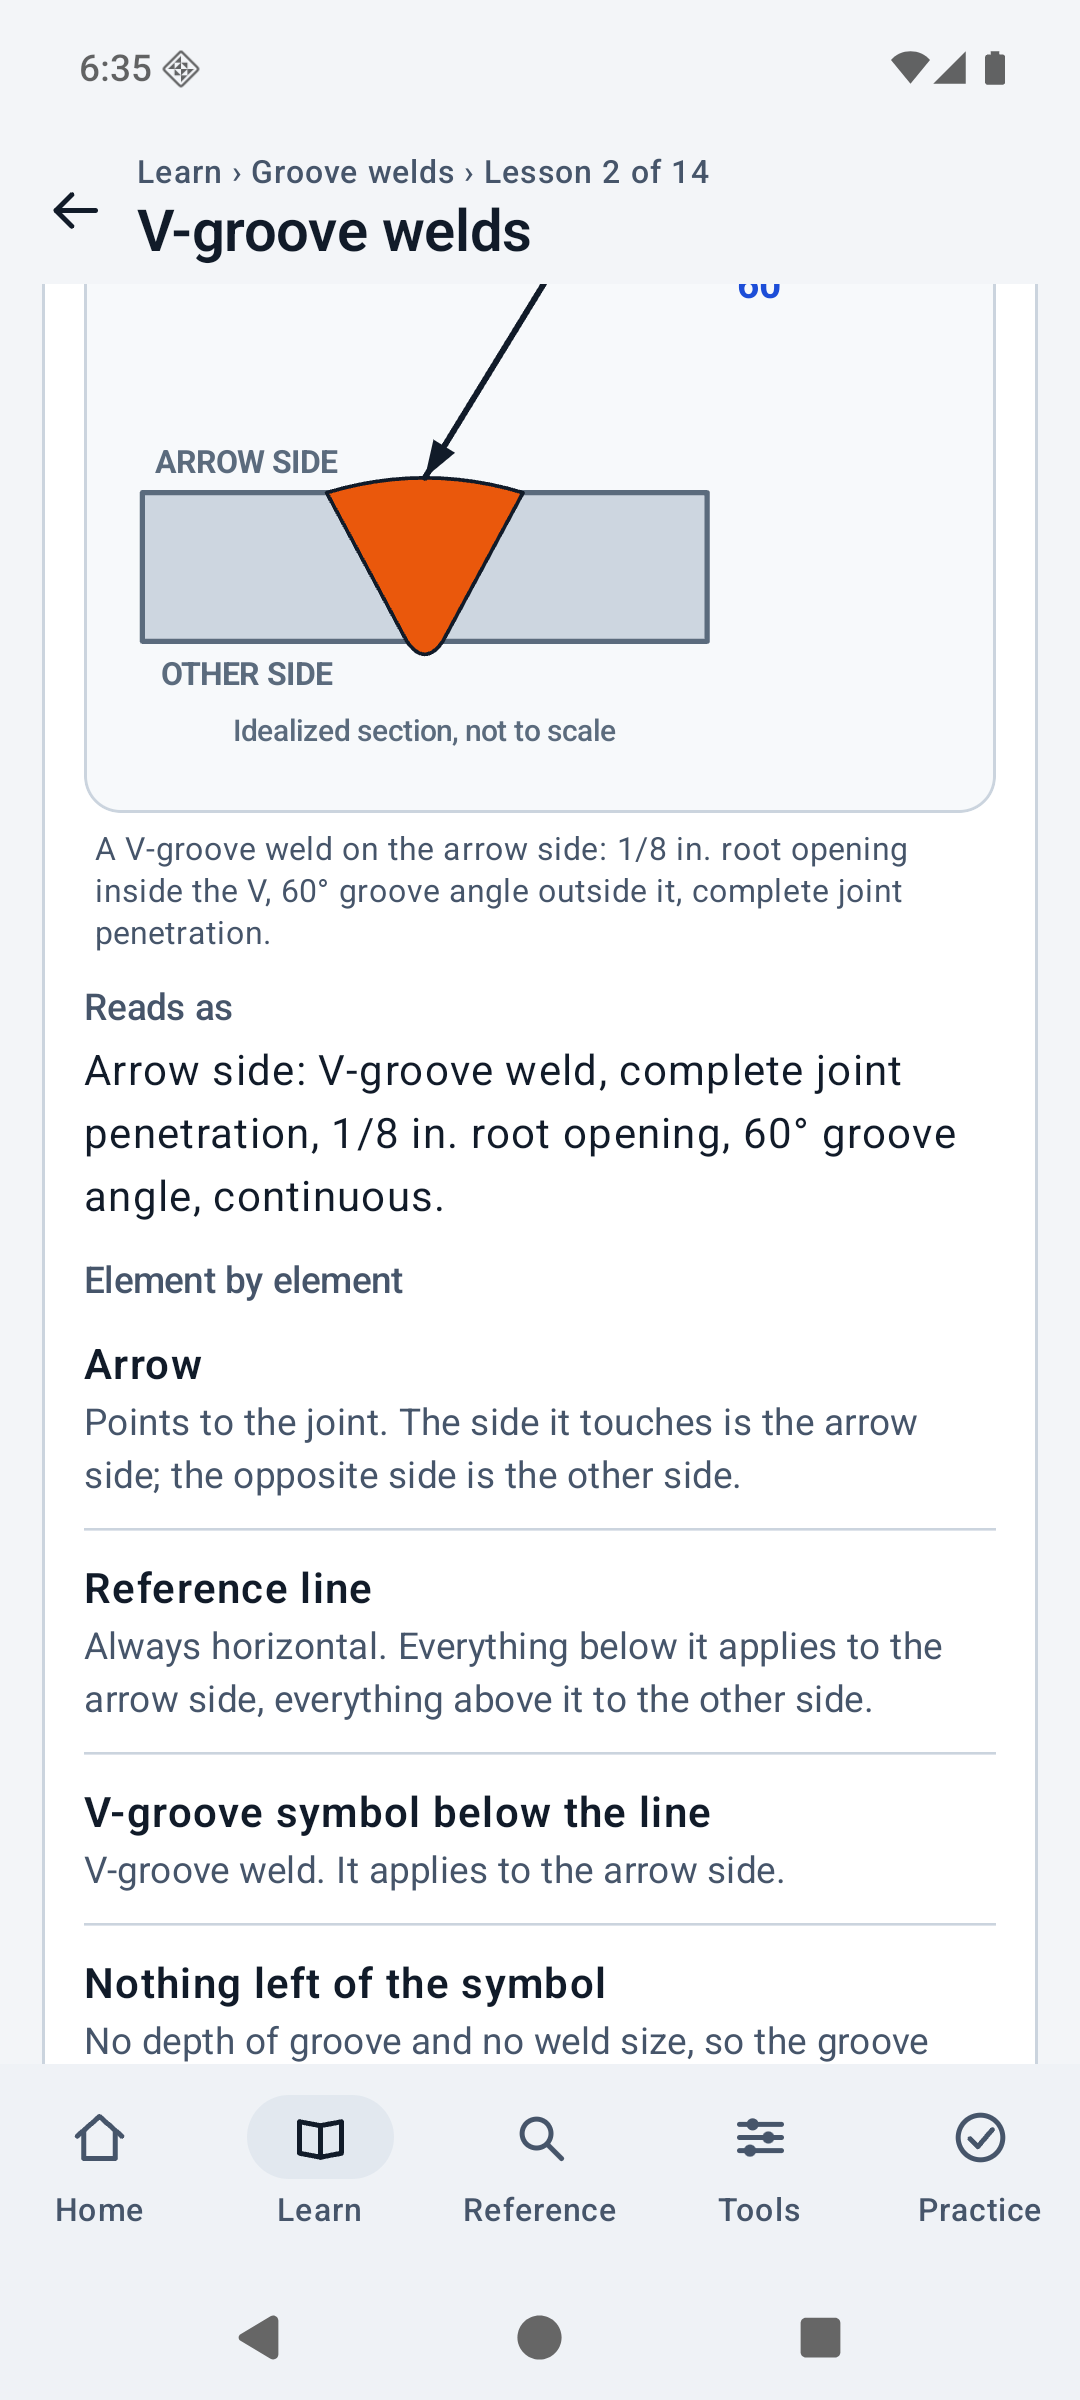 6:35
Learn › Groove welds › Lesson 2 of 14
V-groove welds
60
ARROW SIDE
OTHER SIDE
Idealized section, not to scale
A V-groove weld on the arrow side: 1/8 in. root opening
inside the V, 60° groove angle outside it, complete joint
penetration.
Reads as
Arrow side: V-groove weld, complete joint
penetration, 1/8 in. root opening, 60° groove
angle, continuous.
Element by element
Arrow
Points to the joint. The side it touches is the arrow
side; the opposite side is the other side.
Reference line
Always horizontal. Everything below it applies to the
arrow side, everything above it to the other side.
V-groove symbol below the line
V-groove weld. It applies to the arrow side.
Nothing left of the symbol
No depth of groove and no weld size, so the groove
Home
Learn
Reference
Tools
Practice